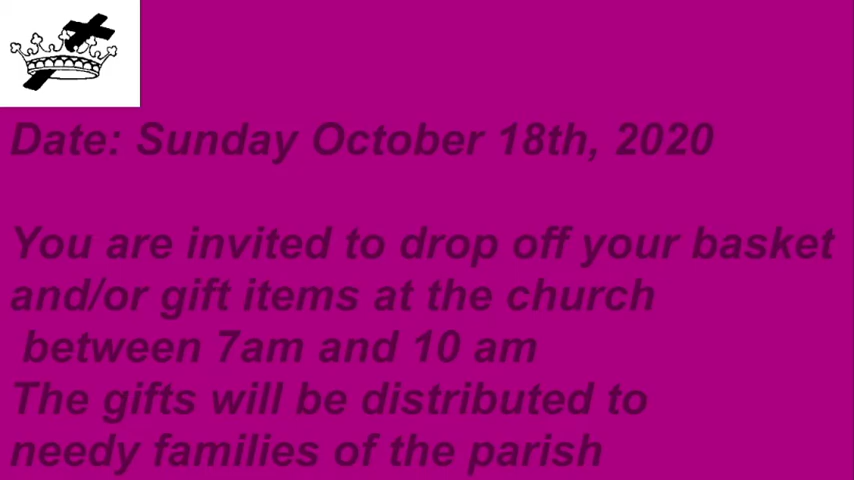 Date: Sunday October 18th, 2020
You are invited to drop off your basket
and/or gift items at the church
between 7am and 10 am
The gifts will be distributed to
needy families of the parish